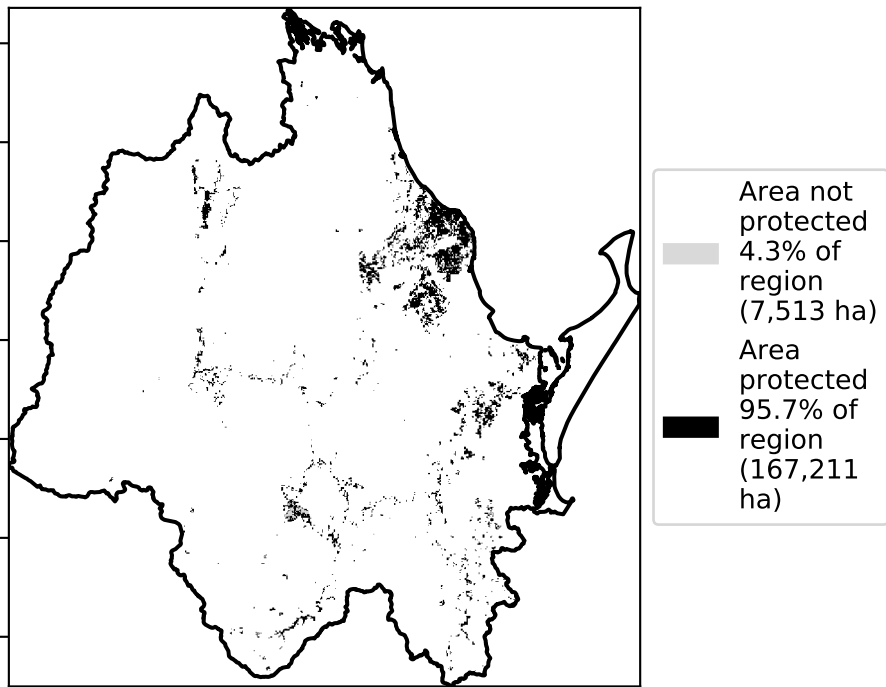 Area not
protected
4.3% of
region
(7,513 ha)
Area
protected
95.7% of
region
(167,211
ha)